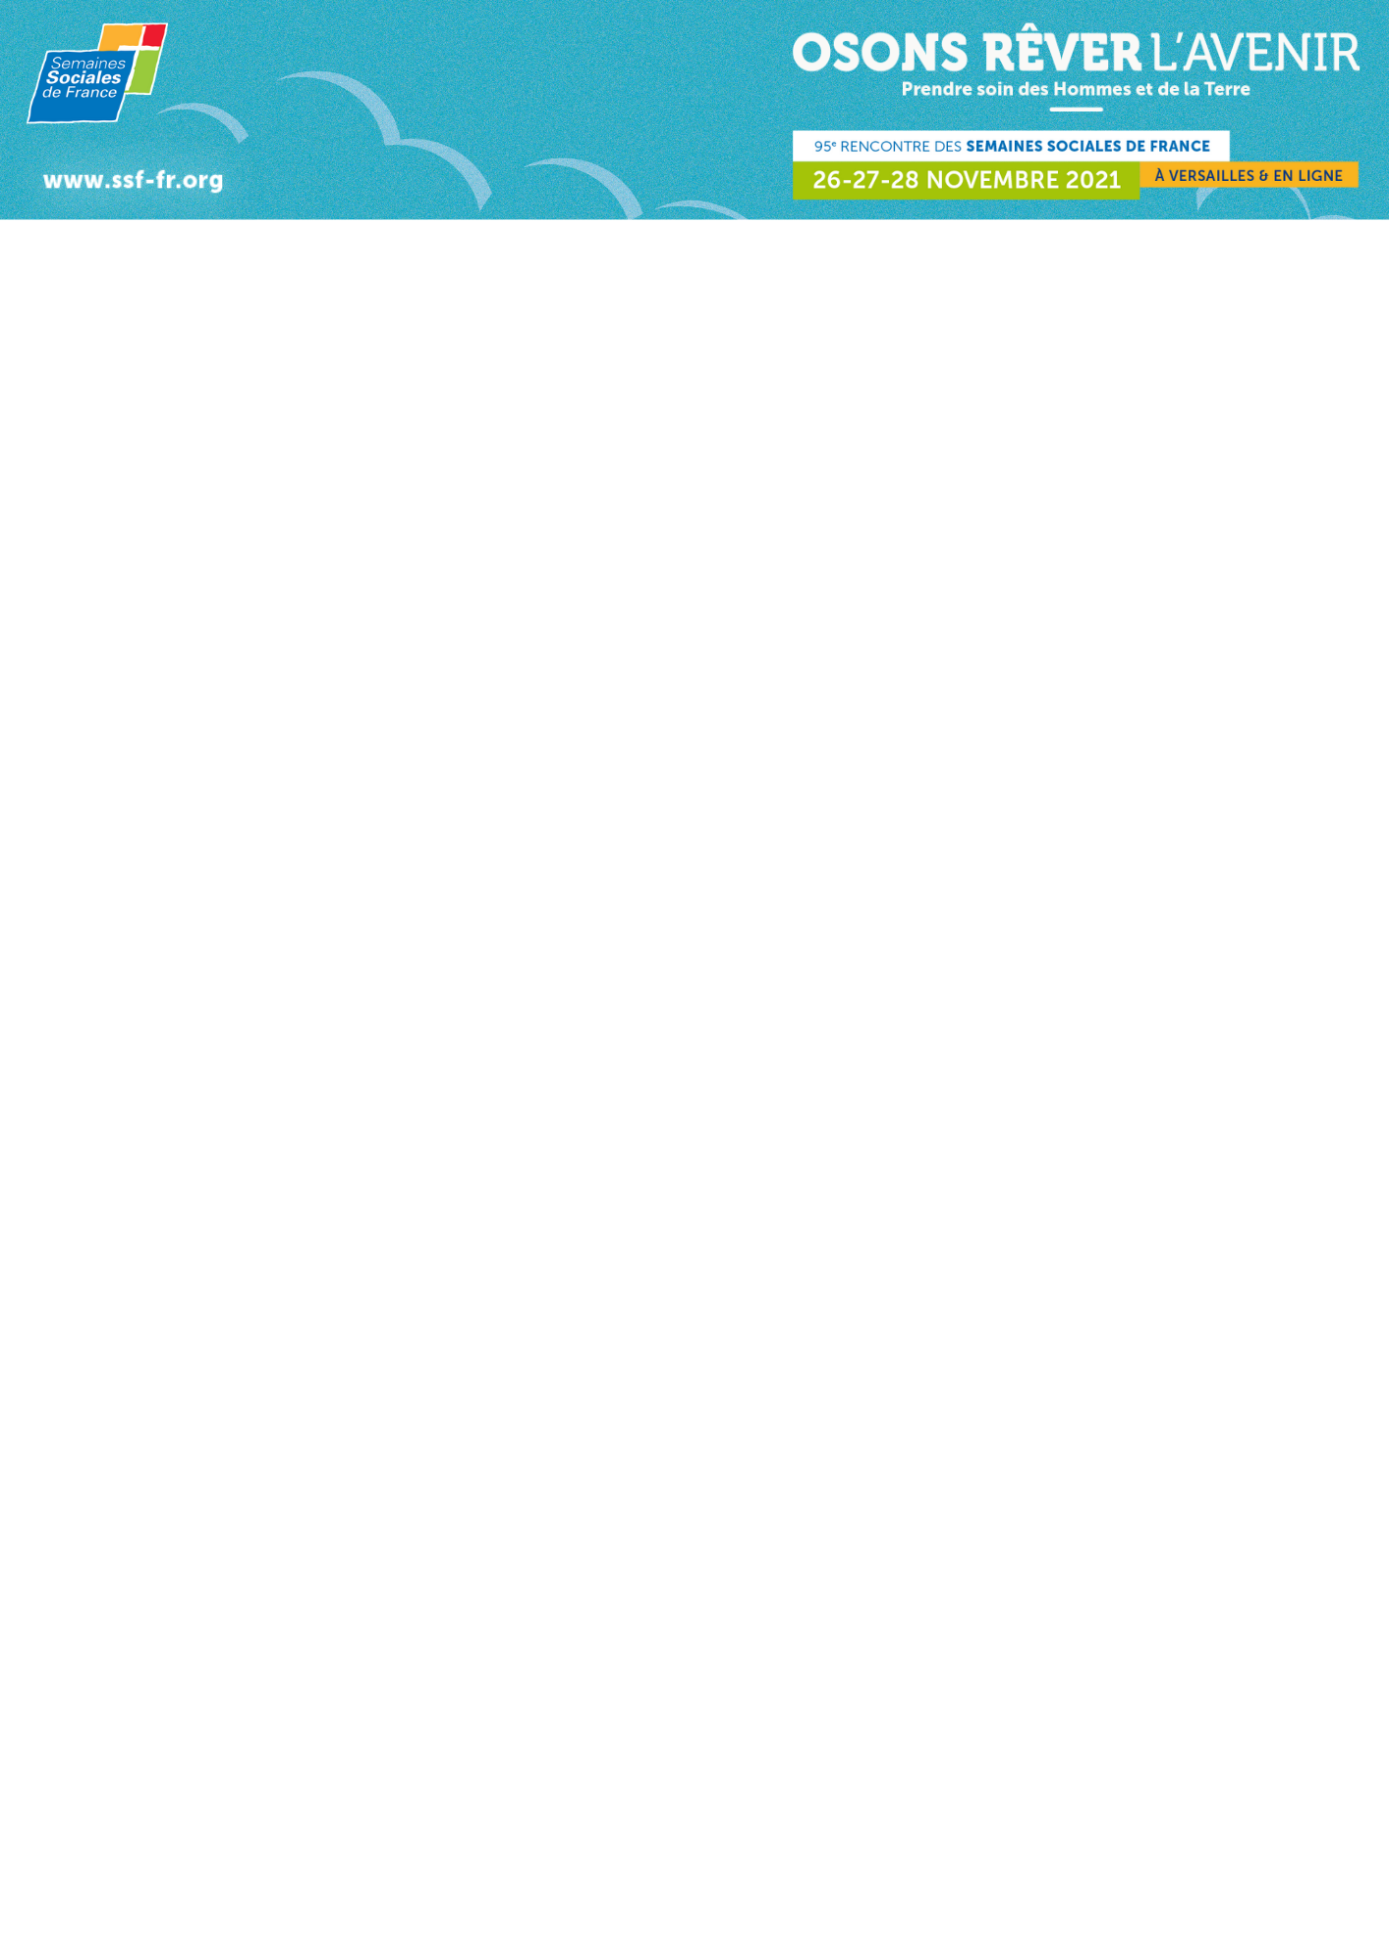 Semaines
Sociales
de France
www.ssf-fr.org
OSONS RÊVER L'AVENIR
Prendre soin des Hommes et de la Terre
95e RENCONTRE DES SEMAINES SOCIALES DE FRANCE
26-27-28 NOVEMBRE 2021
À VERSAILLES & EN LIGNE